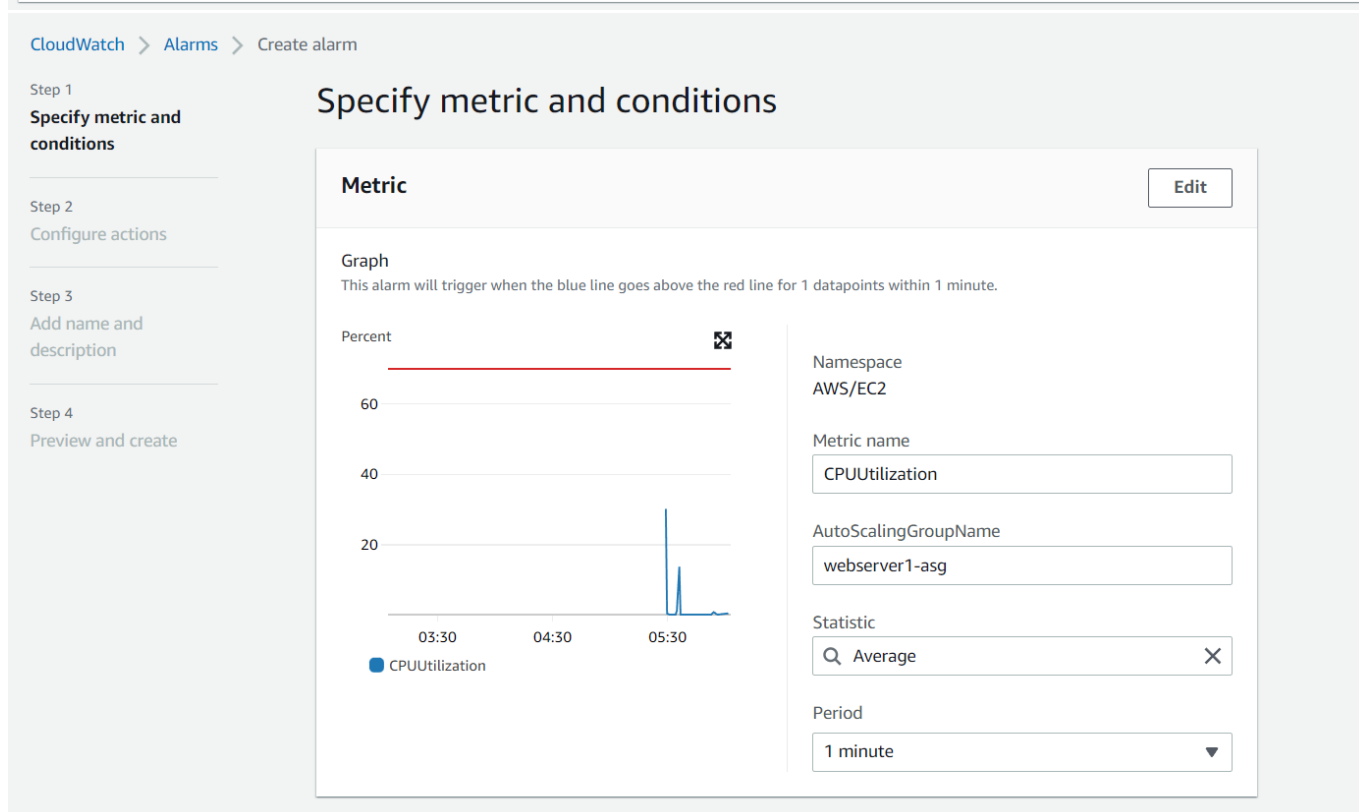 CloudWatch > Alarms > Create alarm
Step 1
Specify metric and
conditions
Step 2
Configure actions
Step 3
Add name and
description
Step 4
Preview and create
Specify metric and conditions
Metric
Edit
Graph
This alarm will trigger when the blue line goes above the red line for 1 datapoints within 1 minute.
Percent
60
40
20
03:30 04:30 05:30
CPUUtilization
Namespace
AWS/EC2
Metric name
CPUUtilization
AutoScalingGroupName
webserver1-asg
Statistic
Average
Period
1 minute